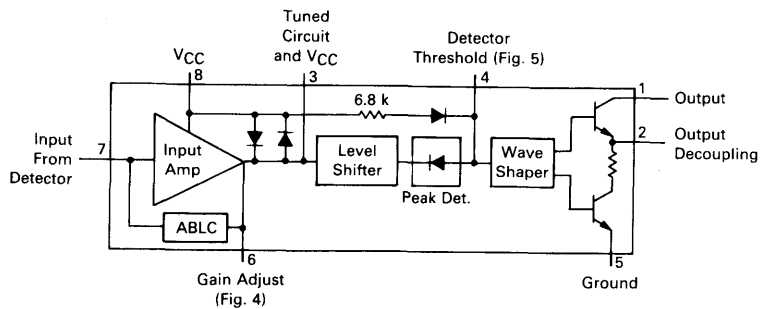 Tuned
Circuit
and VCC
Detector
Threshold (Fig. 5)
VCC
8
3
4
6.8 k
1
Output
Input
From
Detector
7
Input
Amp
Level
Shifter
Wave
Shaper
2
Output
Decoupling
Peak Det.
ABLC
6
5
Gain Adjust
(Fig. 4)
Ground